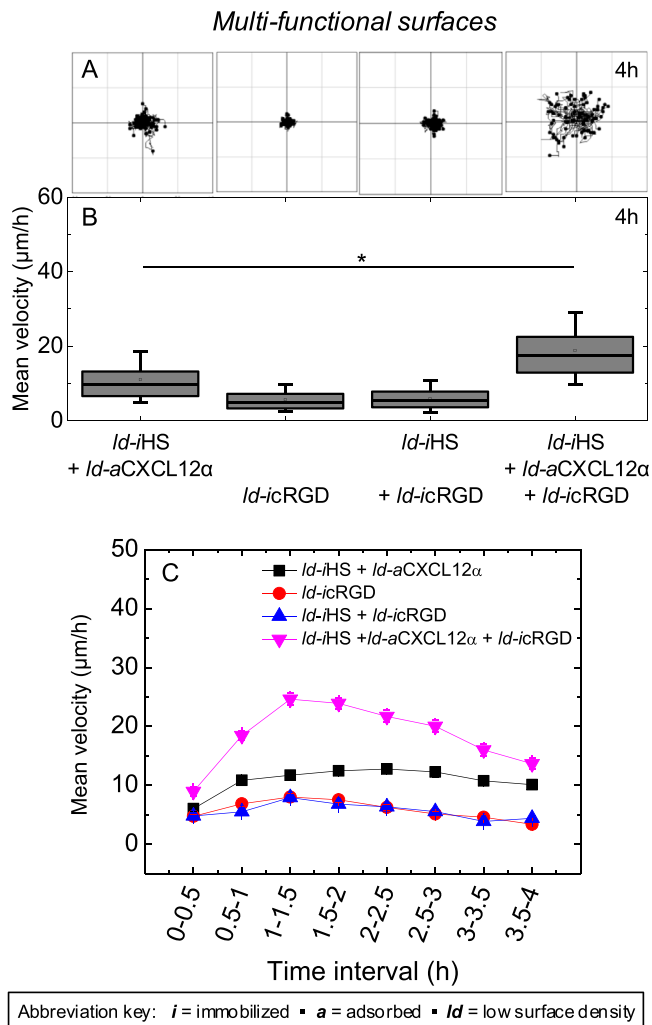 Multi-functional surfaces
A
4h
B
4h
Mean velocity (µm/h)
60
40
20
0
ld-iHS
+ ld-aCXCL12α
ld-icRGD
ld-iHS
+ ld-icRGD
ld-iHS
+ ld-aCXCL12α
+ ld-icRGD
*
C
Mean velocity (µm/h)
50
40
30
20
10
0
ld-iHS + ld-aCXCL12α
ld-icRGD
ld-iHS + ld-icRGD
ld-iHS +ld-aCXCL12α + ld-icRGD
0-0.5
0.5-1
1-1.5
1.5-2
2-2.5
2.5-3
3-3.5
3.5-4
Time interval (h)
Abbreviation key: i = immobilized ▪ a = adsorbed ▪ ld = low surface density